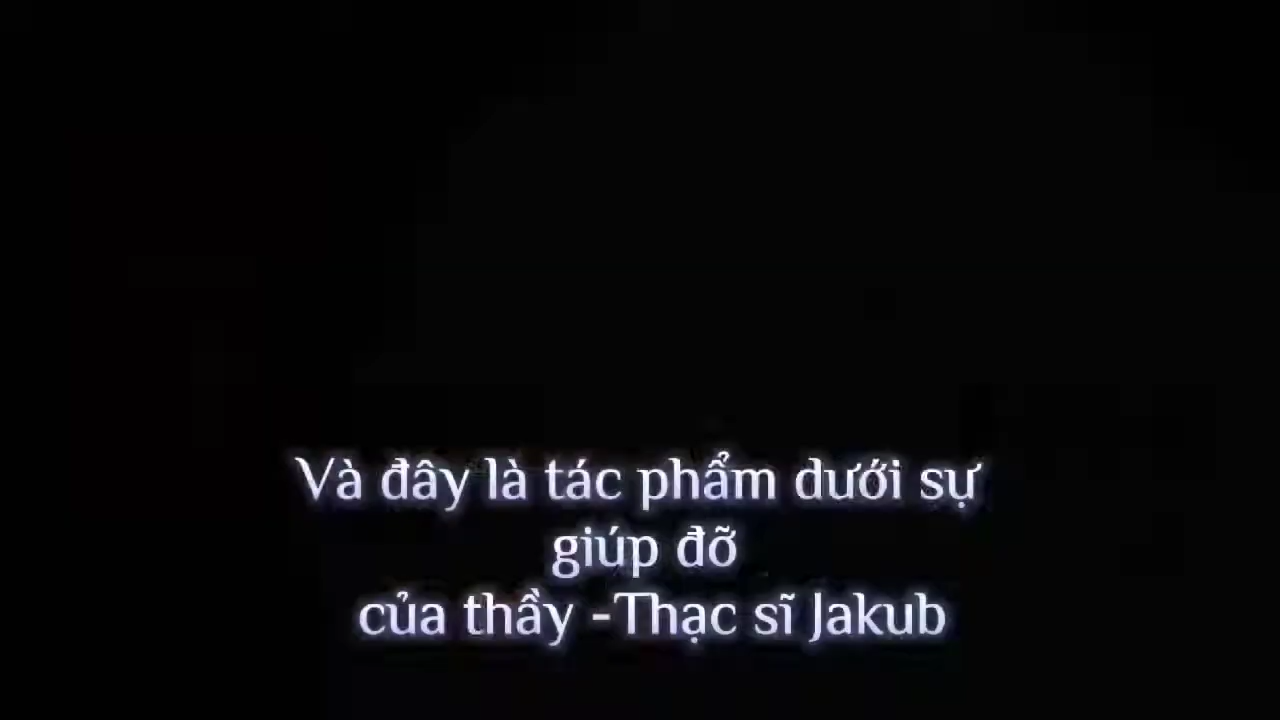 Và đây là tác phẩm dưới sự
giúp đỡ
của thầy -Thạc sĩ Jakub